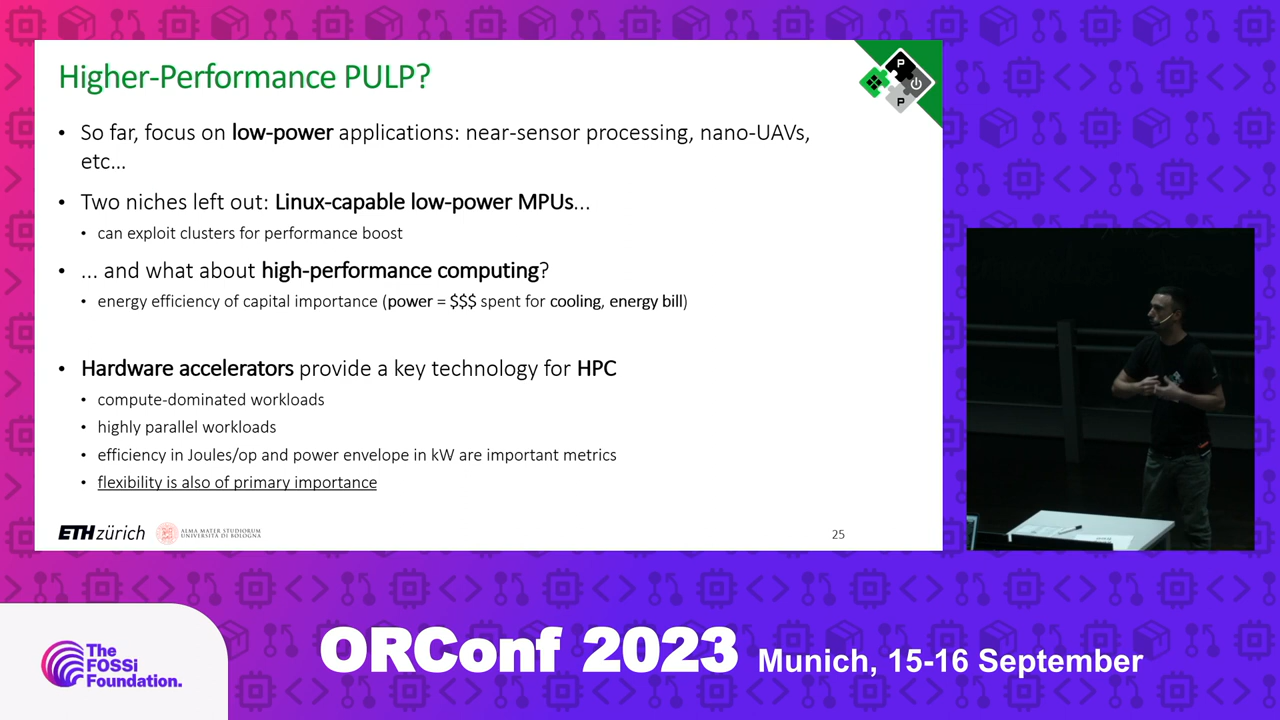 Higher-Performance PULP?
P
P
• So far, focus on low-power applications: near-sensor processing, nano-UAVs,
etc...
• Two niches left out: Linux-capable low-power MPUs...
• can exploit clusters for performance boost
• ... and what about high-performance computing?
• energy efficiency of capital importance (power = $$$ spent for cooling, energy bill)
• Hardware accelerators provide a key technology for HPC
• compute-dominated workloads
• highly parallel workloads
• efficiency in Joules/op and power envelope in kW are important metrics
• flexibility is also of primary importance
ETH zürich
ALMA MATER STUDIORUM
UNIVERSITÀ DI BOLOGNA
25
The
FOSSi
Foundation.
ORConf 2023 Munich, 15-16 September